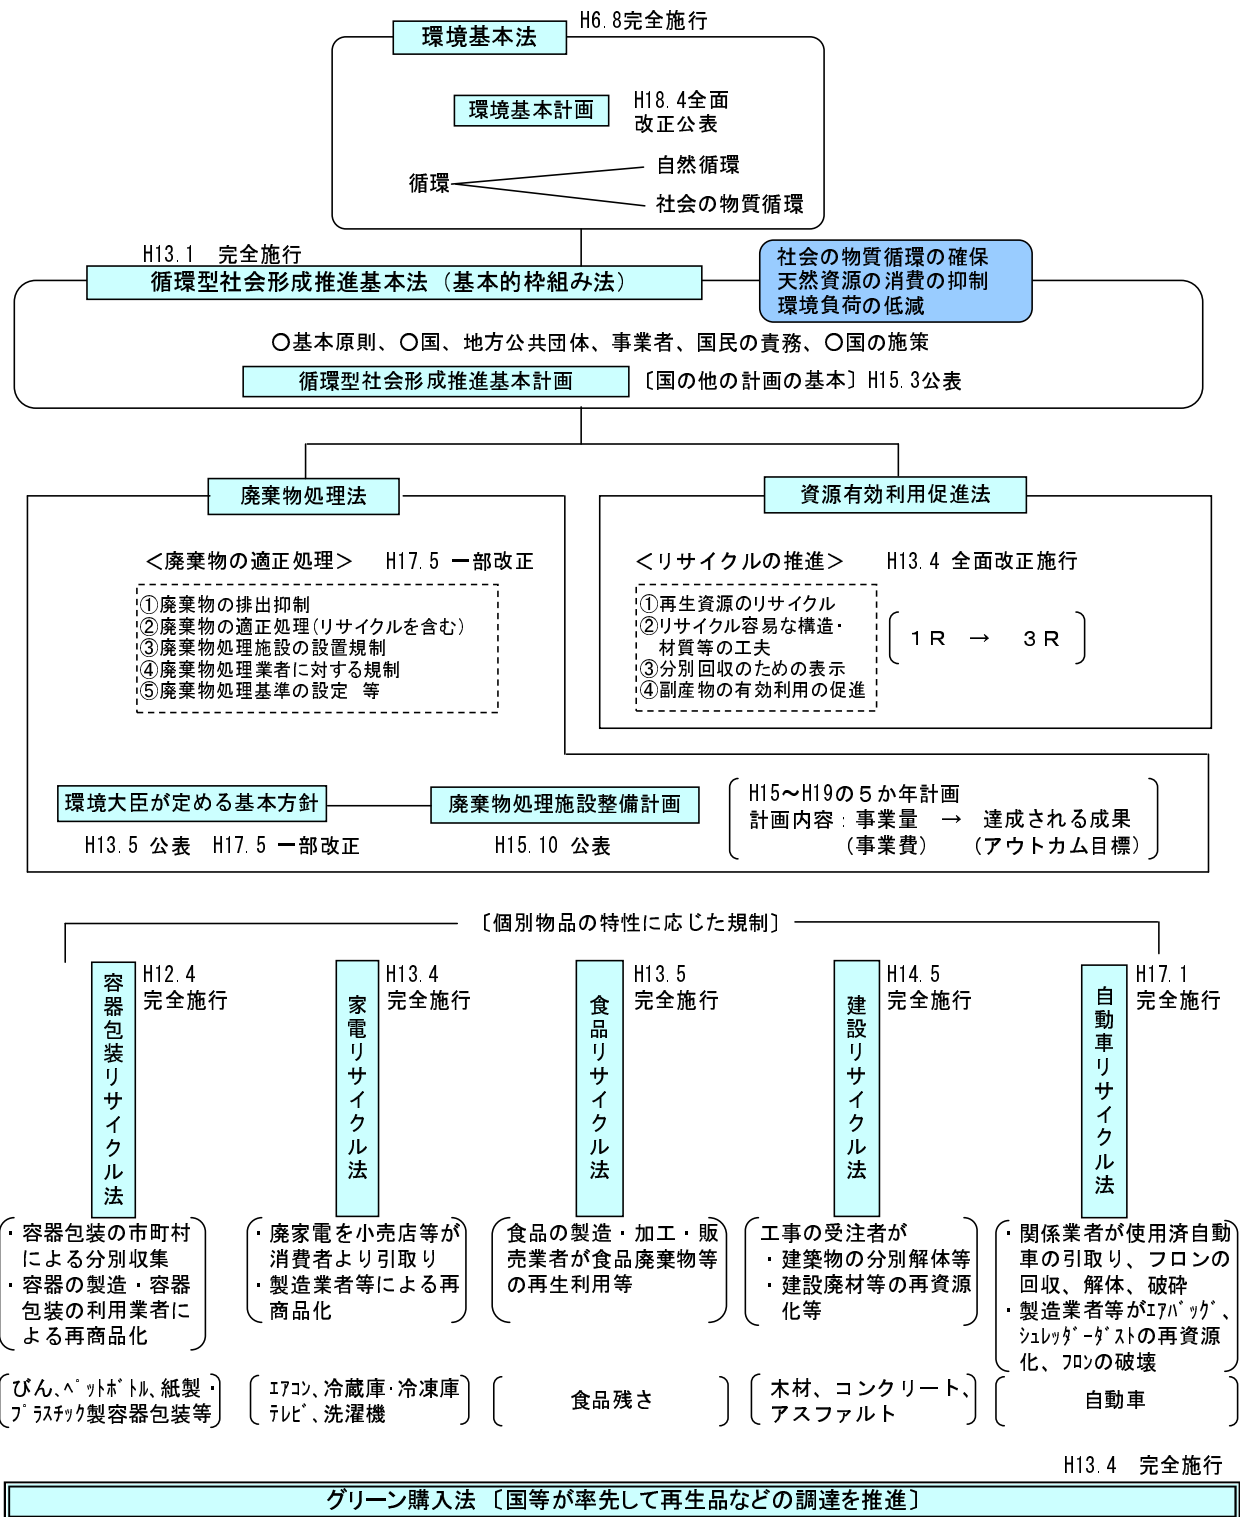 H6.8完全施行
環境基本法
環境基本計画
H18.4全面
改正公表
循環
自然循環
社会の物質循環
H13.1　完全施行
循環型社会形成推進基本法（基本的枠組み法）
社会の物質循環の確保
天然資源の消費の抑制
環境負荷の低減
○基本原則、○国、地方公共団体、事業者、国民の責務、○国の施策
循環型社会形成推進基本計画
〔国の他の計画の基本〕H15.3公表
廃棄物処理法
＜廃棄物の適正処理＞　H17.5 一部改正
①廃棄物の排出抑制
②廃棄物の適正処理(リサイクルを含む)
③廃棄物処理施設の設置規制
④廃棄物処理業者に対する規制
⑤廃棄物処理基準の設定　等
資源有効利用促進法
＜リサイクルの推進＞　H13.4 全面改正施行
①再生資源のリサイクル
②リサイクル容易な構造・
材質等の工夫
③分別回収のための表示
④副産物の有効利用の促進
１Ｒ　→　３Ｒ
環境大臣が定める基本方針
H13.5 公表　H17.5 一部改正
廃棄物処理施設整備計画
H15.10 公表
H15～H19の５か年計画
計画内容：事業量　→　達成される成果
（事業費）　（アウトカム目標）
〔個別物品の特性に応じた規制〕
容器包装リサイクル法
H12.4
完全施行
・容器包装の市町村
による分別収集
・容器の製造・容器
包装の利用業者に
よる再商品化
びん、ﾍﾟｯﾄﾎﾞﾄﾙ、紙製・
ﾌﾟﾗｽﾁｯｸ製容器包装等
家電リサイクル法
H13.4
完全施行
・廃家電を小売店等が
消費者より引取り
・製造業者等による再
商品化
ｴｱｺﾝ、冷蔵庫･冷凍庫
ﾃﾚﾋﾞ、洗濯機
食品リサイクル法
H13.5
完全施行
食品の製造・加工・販
売業者が食品廃棄物等
の再生利用等
食品残さ
建設リサイクル法
H14.5
完全施行
工事の受注者が
・建築物の分別解体等
・建設廃材等の再資源
化等
木材、コンクリート、
アスファルト
自動車リサイクル法
H17.1
完全施行
・関係業者が使用済自動
車の引取り、フロンの
回収、解体、破砕
・製造業者等がｴｱﾊﾞｯｸﾞ、
ｼｭﾚｯﾀﾞｰﾀﾞｽﾄの再資源
化、ﾌﾛﾝの破壊
自動車
H13.4　完全施行
グリーン購入法〔国等が率先して再生品などの調達を推進〕